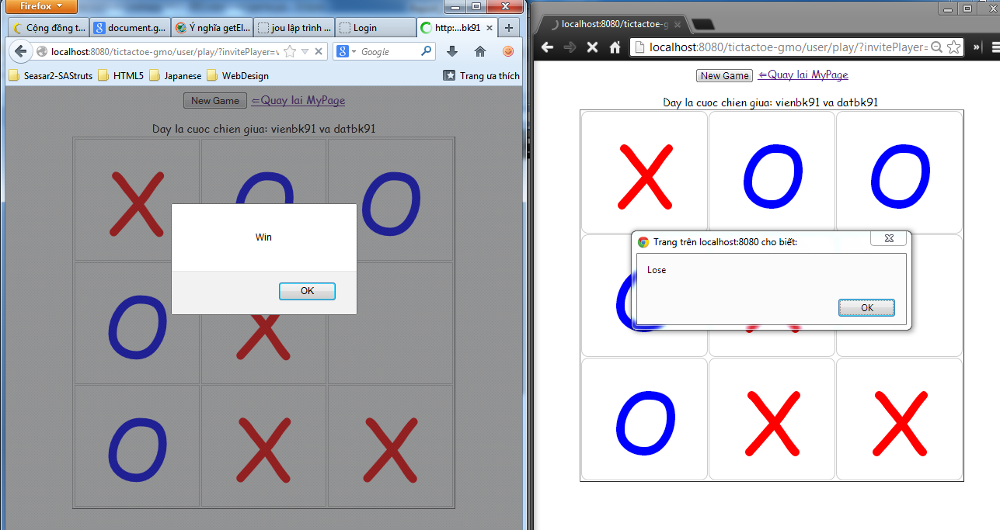 Firefox
Cộng đồng t...
document.g...
Ý nghĩa getEl...
jou lập trình ...
Login
http:...bk91
localhost:8080/tictactoe-gmo/user/play/?invitePlayer=v
Google
Seasar2-SAStruts
HTML5
Japanese
WebDesign
Trang ưa thích
New Game
⇐Quay lai MyPage
Day la cuoc chien giua: vienbk91 va datbk91
X O O
Win
OK
O X
O X X
localhost:8080/tictactoe-g
localhost:8080/tictactoe-gmo/user/play/?invitePlayer=
New Game
⇐Quay lai MyPage
Day la cuoc chien giua: vienbk91 va datbk91
X O O
Trang trên localhost:8080 cho biết:
Lose
OK
O X
O X X